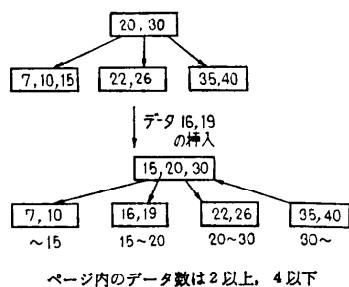 20,30
7,10,15 22,26 35,40
データ 16,19
の挿入
15,20,30
7,10 16,19 22,26 35,40
～15 15～20 20～30 30～
ページ内のデータ数は2以上, 4以下